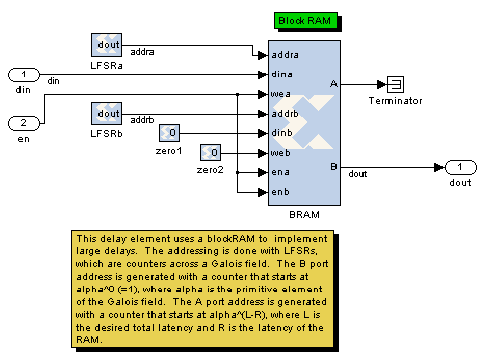 Block RAM
dout
addra
LFSRa
addra
1
din
din
dina
2
en
wea
A
Terminator
dout
addrb
LFSRb
addrb
0
zero1
dinb
0
zero2
web
ena
enb
B
dout
1
dout
BRAM
This delay element uses a blockRAM to implement
large delays. The addressing is done with LFSRs,
which are counters across a Galois field. The B port
address is generated with a counter that starts at
alpha^0 (=1), where alpha is the primitive element
of the Galois field. The A port address is generated
with a counter that starts at alpha^(L-R), where L is
the desired total latency and R is the latency of the
RAM.